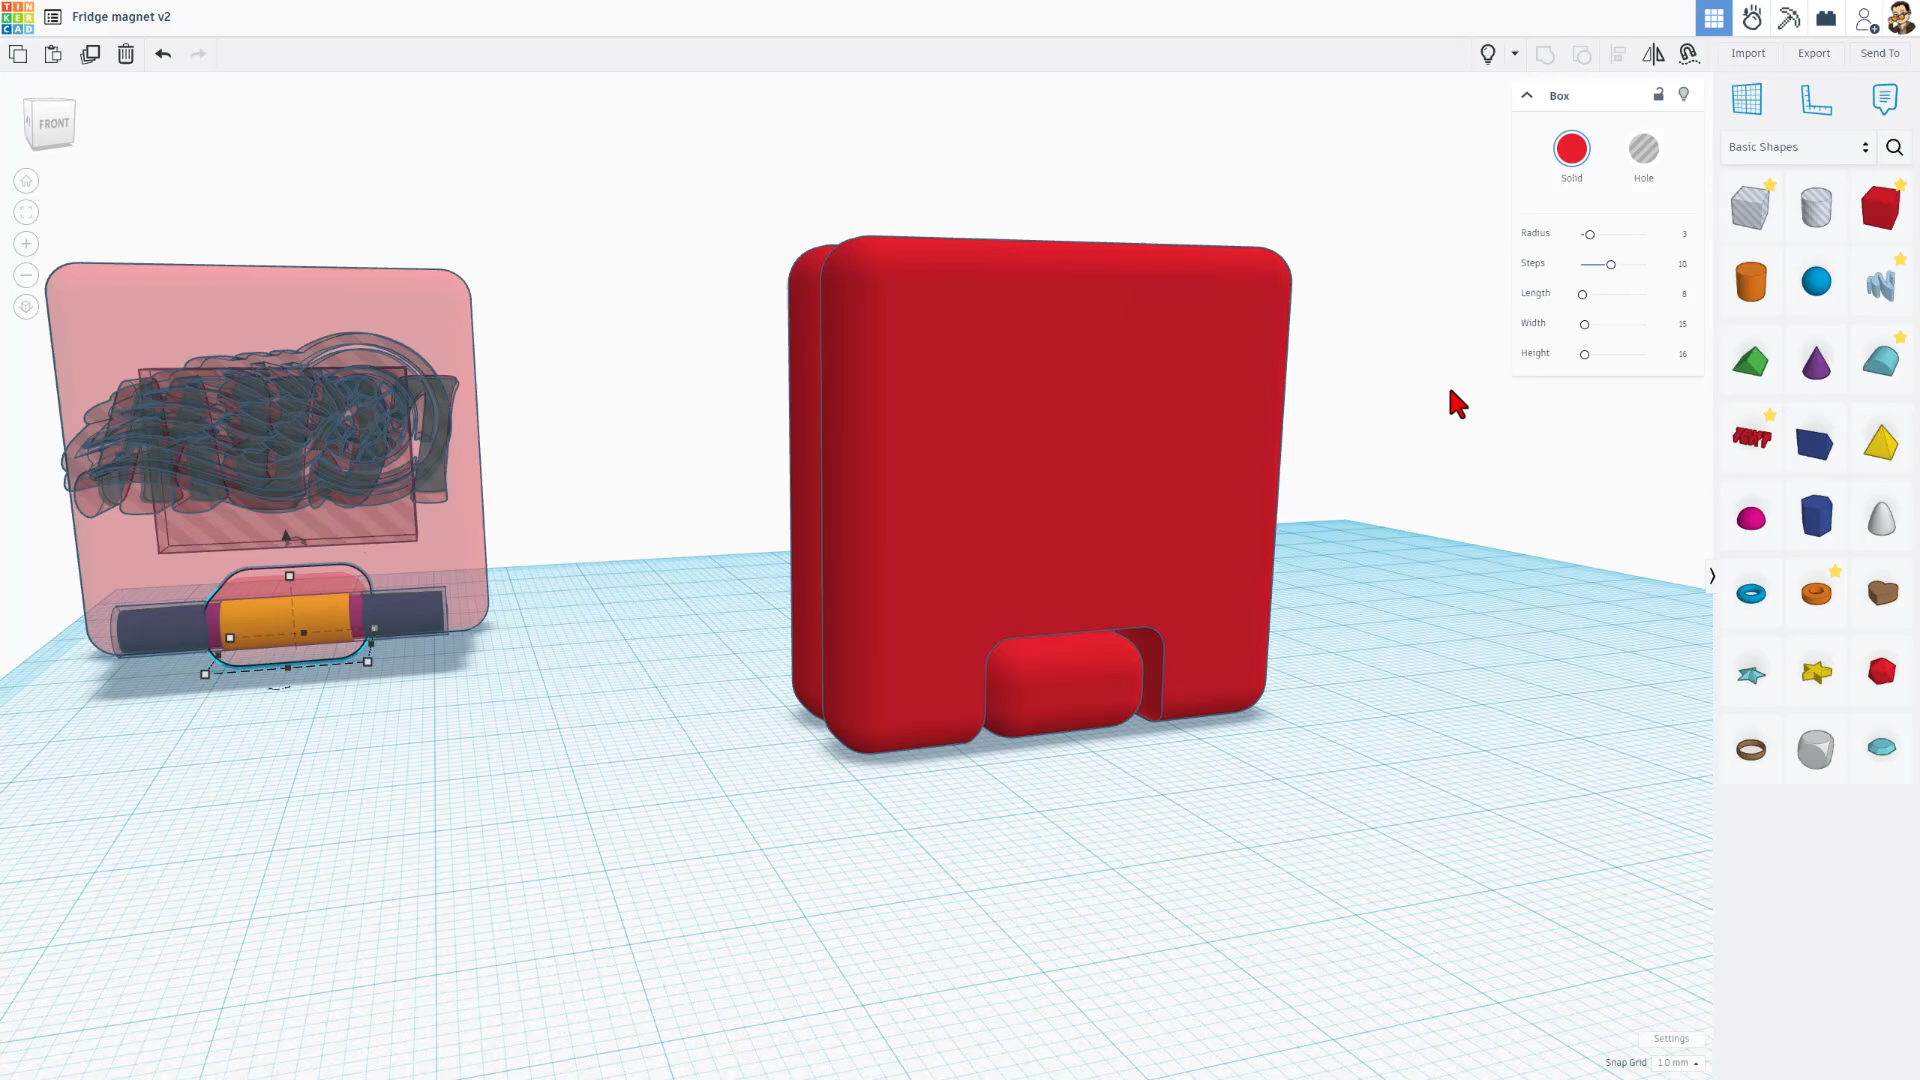 TIN
KER
CAD
Fridge magnet v2
Import
Export
Send To
FRONT
Box
Solid
Hole
Radius 3
Steps 10
Length 8
Width 15
Height 16
Basic Shapes
TEXT
Settings
Snap Grid 1.0 mm